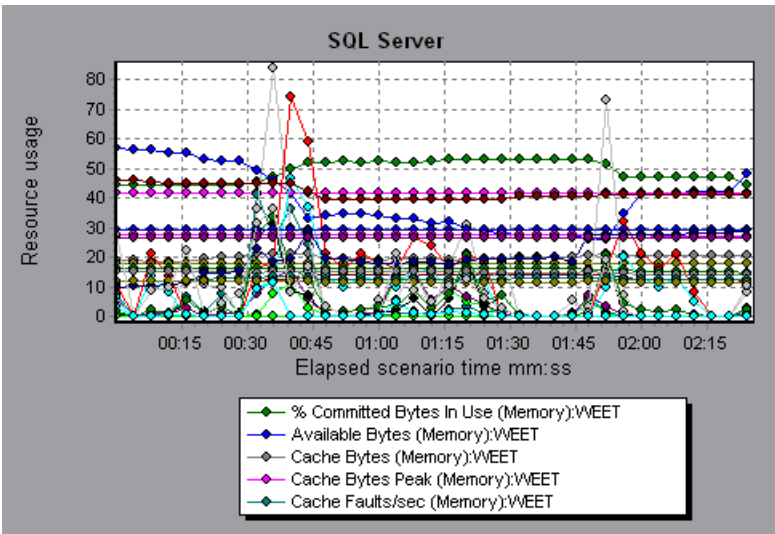 SQL Server
80
70
60
50
40
30
20
10
0
Resource usage
00:15 00:30 00:45 01:00 01:15 01:30 01:45 02:00 02:15
Elapsed scenario time mm:ss
% Committed Bytes In Use (Memory):WEET
Available Bytes (Memory):WEET
Cache Bytes (Memory):WEET
Cache Bytes Peak (Memory):WEET
Cache Faults/sec (Memory):WEET